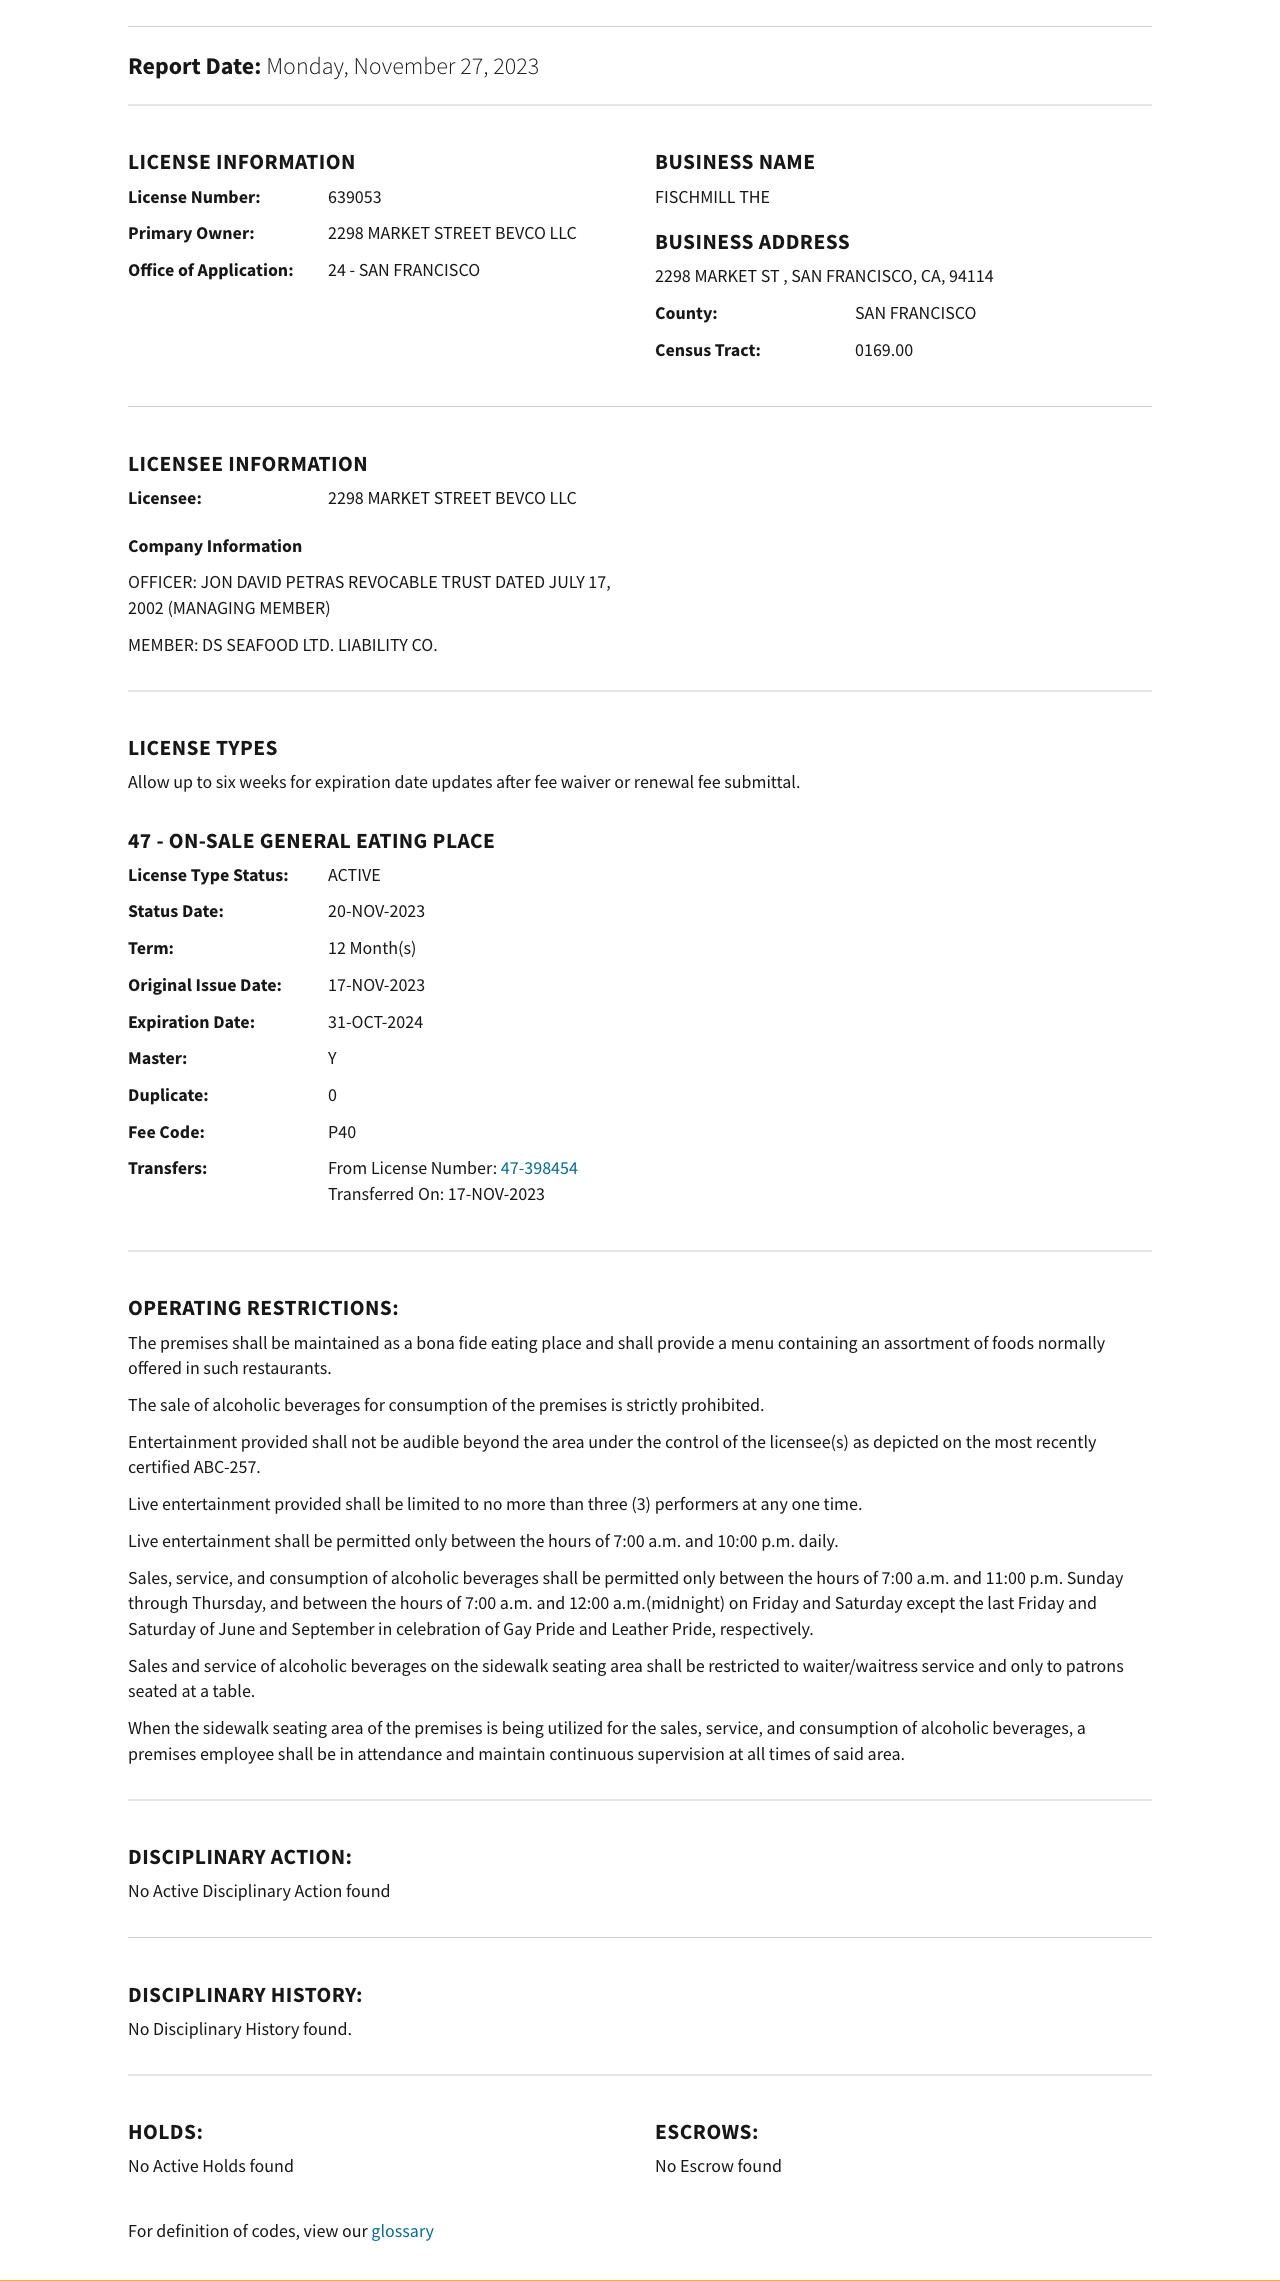 Report Date: Monday, November 27, 2023
LICENSE INFORMATION
License Number: 639053
Primary Owner: 2298 MARKET STREET BEVCO LLC
Office of Application: 24 - SAN FRANCISCO
BUSINESS NAME
FISCHMILL THE
BUSINESS ADDRESS
2298 MARKET ST , SAN FRANCISCO, CA, 94114
County: SAN FRANCISCO
Census Tract: 0169.00
LICENSEE INFORMATION
Licensee: 2298 MARKET STREET BEVCO LLC
Company Information
OFFICER: JON DAVID PETRAS REVOCABLE TRUST DATED JULY 17,
2002 (MANAGING MEMBER)
MEMBER: DS SEAFOOD LTD. LIABILITY CO.
LICENSE TYPES
Allow up to six weeks for expiration date updates after fee waiver or renewal fee submittal.
47 - ON-SALE GENERAL EATING PLACE
License Type Status: ACTIVE
Status Date: 20-NOV-2023
Term: 12 Month(s)
Original Issue Date: 17-NOV-2023
Expiration Date: 31-OCT-2024
Master: Y
Duplicate: 0
Fee Code: P40
Transfers: From License Number: 47-398454
Transferred On: 17-NOV-2023
OPERATING RESTRICTIONS:
The premises shall be maintained as a bona fide eating place and shall provide a menu containing an assortment of foods normally
offered in such restaurants.
The sale of alcoholic beverages for consumption of the premises is strictly prohibited.
Entertainment provided shall not be audible beyond the area under the control of the licensee(s) as depicted on the most recently
certified ABC-257.
Live entertainment provided shall be limited to no more than three (3) performers at any one time.
Live entertainment shall be permitted only between the hours of 7:00 a.m. and 10:00 p.m. daily.
Sales, service, and consumption of alcoholic beverages shall be permitted only between the hours of 7:00 a.m. and 11:00 p.m. Sunday
through Thursday, and between the hours of 7:00 a.m. and 12:00 a.m.(midnight) on Friday and Saturday except the last Friday and
Saturday of June and September in celebration of Gay Pride and Leather Pride, respectively.
Sales and service of alcoholic beverages on the sidewalk seating area shall be restricted to waiter/waitress service and only to patrons
seated at a table.
When the sidewalk seating area of the premises is being utilized for the sales, service, and consumption of alcoholic beverages, a
premises employee shall be in attendance and maintain continuous supervision at all times of said area.
DISCIPLINARY ACTION:
No Active Disciplinary Action found
DISCIPLINARY HISTORY:
No Disciplinary History found.
HOLDS:
No Active Holds found
ESCROWS:
No Escrow found
For definition of codes, view our glossary